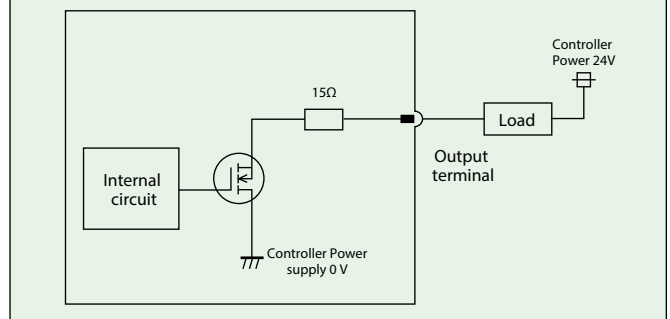 Controller
Power 24V
15Ω
Load
Output
terminal
Internal
circuit
Controller Power
supply 0 V